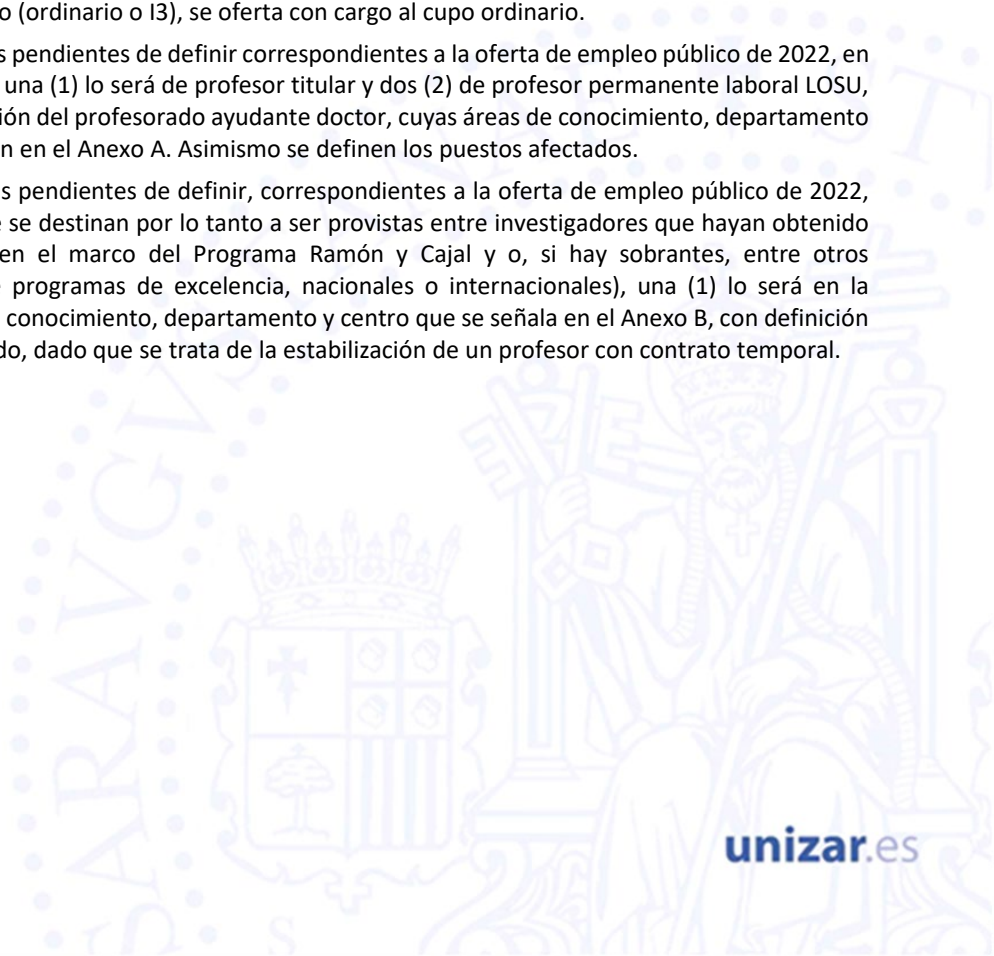 o (ordinario o I3), se oferta con cargo al cupo ordinario.
s pendientes de definir correspondientes a la oferta de empleo público de 2022, en
una (1) lo será de profesor titular y dos (2) de profesor permanente laboral LOSU,
ión del profesorado ayudante doctor, cuyas áreas de conocimiento, departamento
n en el Anexo A. Asimismo se definen los puestos afectados.
s pendientes de definir, correspondientes a la oferta de empleo público de 2022,
e se destinan por lo tanto a ser provistas entre investigadores que hayan obtenido
en el marco del Programa Ramón y Cajal y o, si hay sobrantes, entre otros
e programas de excelencia, nacionales o internacionales), una (1) lo será en la
conocimiento, departamento y centro que se señala en el Anexo B, con definición
do, dado que se trata de la estabilización de un profesor con contrato temporal.
unizar.es